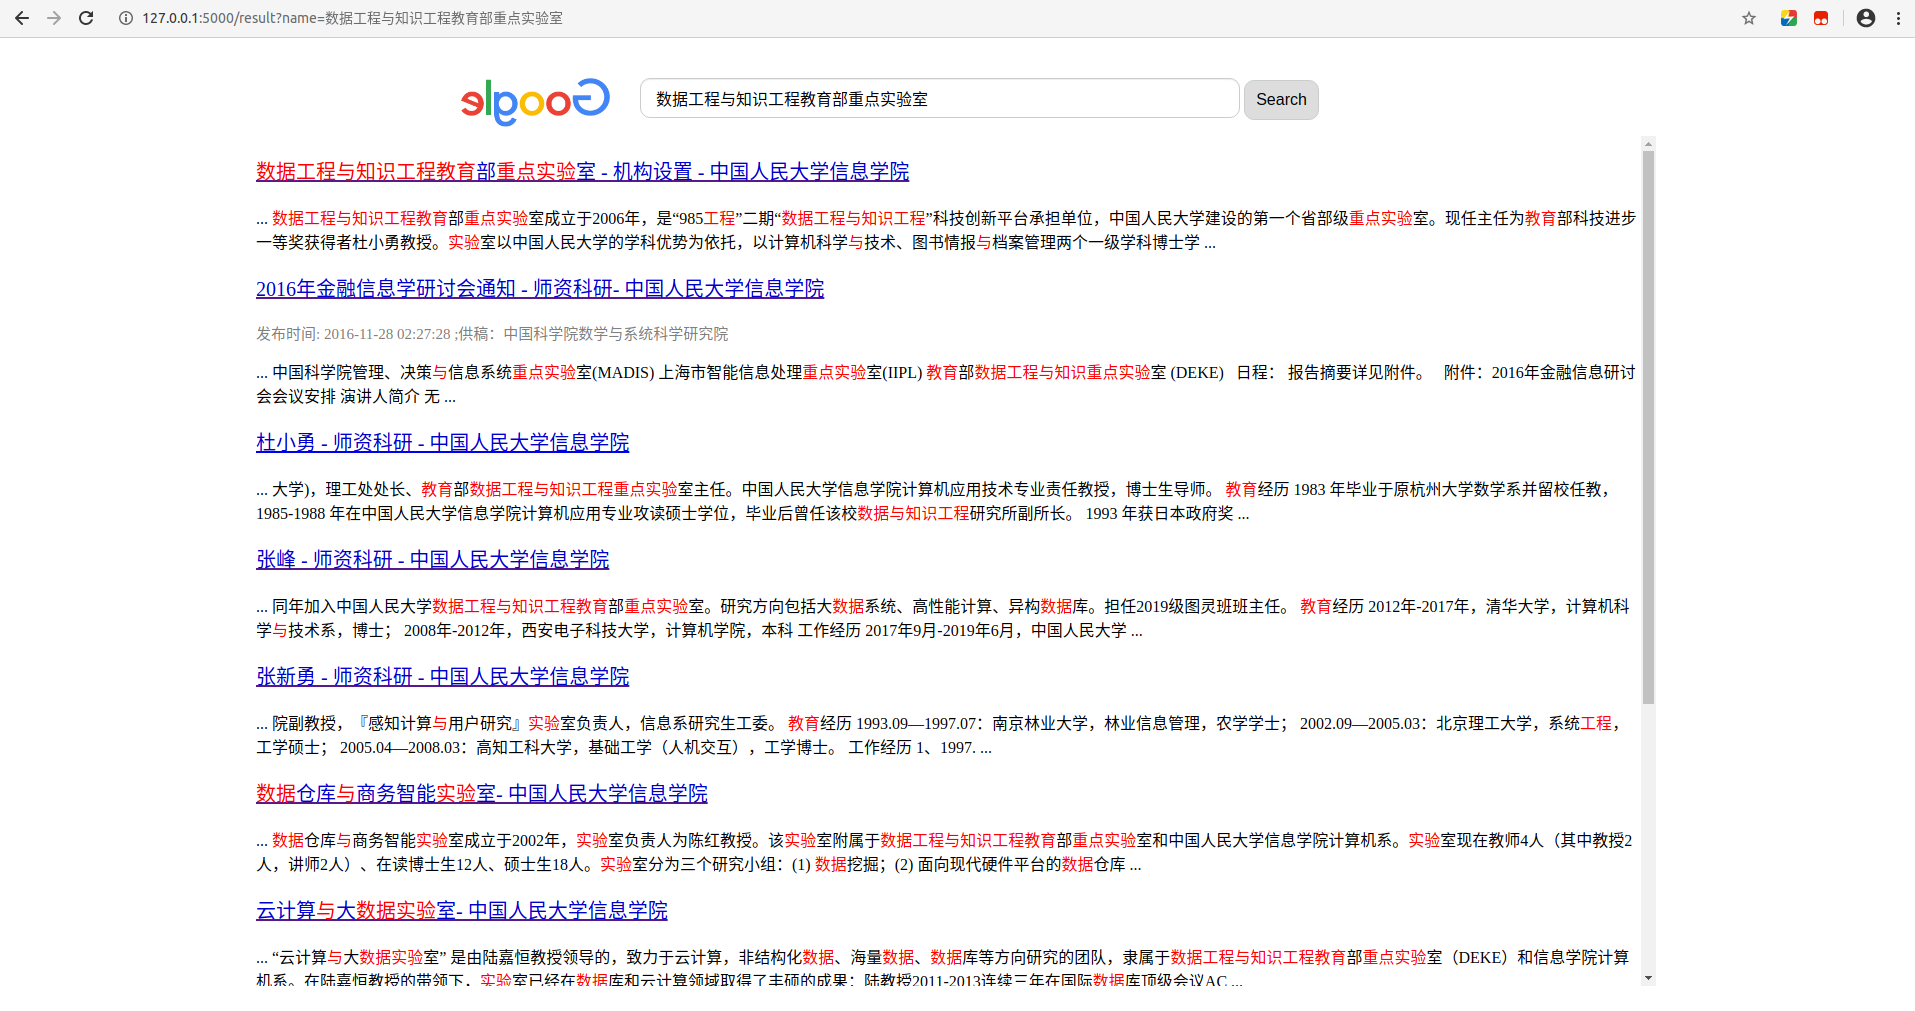 127.0.0.1:5000/result?name=数据工程与知识工程教育部重点实验室
elgooG
数据工程与知识工程教育部重点实验室
Search
数据工程与知识工程教育部重点实验室 - 机构设置 - 中国人民大学信息学院
... 数据工程与知识工程教育部重点实验室成立于2006年，是“985工程”二期“数据工程与知识工程”科技创新平台承担单位，中国人民大学建设的第一个省部级重点实验室。现任主任为教育部科技进步
一等奖获得者杜小勇教授。实验室以中国人民大学的学科优势为依托，以计算机科学与技术、图书情报与档案管理两个一级学科博士学 ...
2016年金融信息学研讨会通知 - 师资科研- 中国人民大学信息学院
发布时间: 2016-11-28 02:27:28 ;供稿：中国科学院数学与系统科学研究院
... 中国科学院管理、决策与信息系统重点实验室(MADIS) 上海市智能信息处理重点实验室(IIPL) 教育部数据工程与知识重点实验室 (DEKE)   日程： 报告摘要详见附件。   附件：2016年金融信息研讨
会会议安排 演讲人简介 无 ...
杜小勇 - 师资科研 - 中国人民大学信息学院
... 大学)，理工处处长、教育部数据工程与知识工程重点实验室主任。中国人民大学信息学院计算机应用技术专业责任教授，博士生导师。 教育经历 1983 年毕业于原杭州大学数学系并留校任教，
1985-1988 年在中国人民大学信息学院计算机应用专业攻读硕士学位，毕业后曾任该校数据与知识工程研究所副所长。 1993 年获日本政府奖 ...
张峰 - 师资科研 - 中国人民大学信息学院
... 同年加入中国人民大学数据工程与知识工程教育部重点实验室。研究方向包括大数据系统、高性能计算、异构数据库。担任2019级图灵班班主任。 教育经历 2012年-2017年，清华大学，计算机科
学与技术系，博士； 2008年-2012年，西安电子科技大学，计算机学院，本科 工作经历 2017年9月-2019年6月，中国人民大学 ...
张新勇 - 师资科研 - 中国人民大学信息学院
... 院副教授，『感知计算与用户研究』实验室负责人，信息系研究生工委。 教育经历 1993.09—1997.07：南京林业大学，林业信息管理，农学学士； 2002.09—2005.03：北京理工大学，系统工程，
工学硕士； 2005.04—2008.03：高知工科大学，基础工学（人机交互），工学博士。 工作经历 1、1997. ...
数据仓库与商务智能实验室- 中国人民大学信息学院
... 数据仓库与商务智能实验室成立于2002年，实验室负责人为陈红教授。该实验室附属于数据工程与知识工程教育部重点实验室和中国人民大学信息学院计算机系。实验室现在教师4人（其中教授2
人，讲师2人）、在读博士生12人、硕士生18人。实验室分为三个研究小组：(1) 数据挖掘；(2) 面向现代硬件平台的数据仓库 ...
云计算与大数据实验室- 中国人民大学信息学院
... “云计算与大数据实验室” 是由陆嘉恒教授领导的，致力于云计算，非结构化数据、海量数据、数据库等方向研究的团队，隶属于数据工程与知识工程教育部重点实验室（DEKE）和信息学院计算
机系。在陆嘉恒教授的带领下，实验室已经在数据库和云计算领域取得了丰硕的成果：陆教授2011-2013连续三年在国际数据库顶级会议AC ...